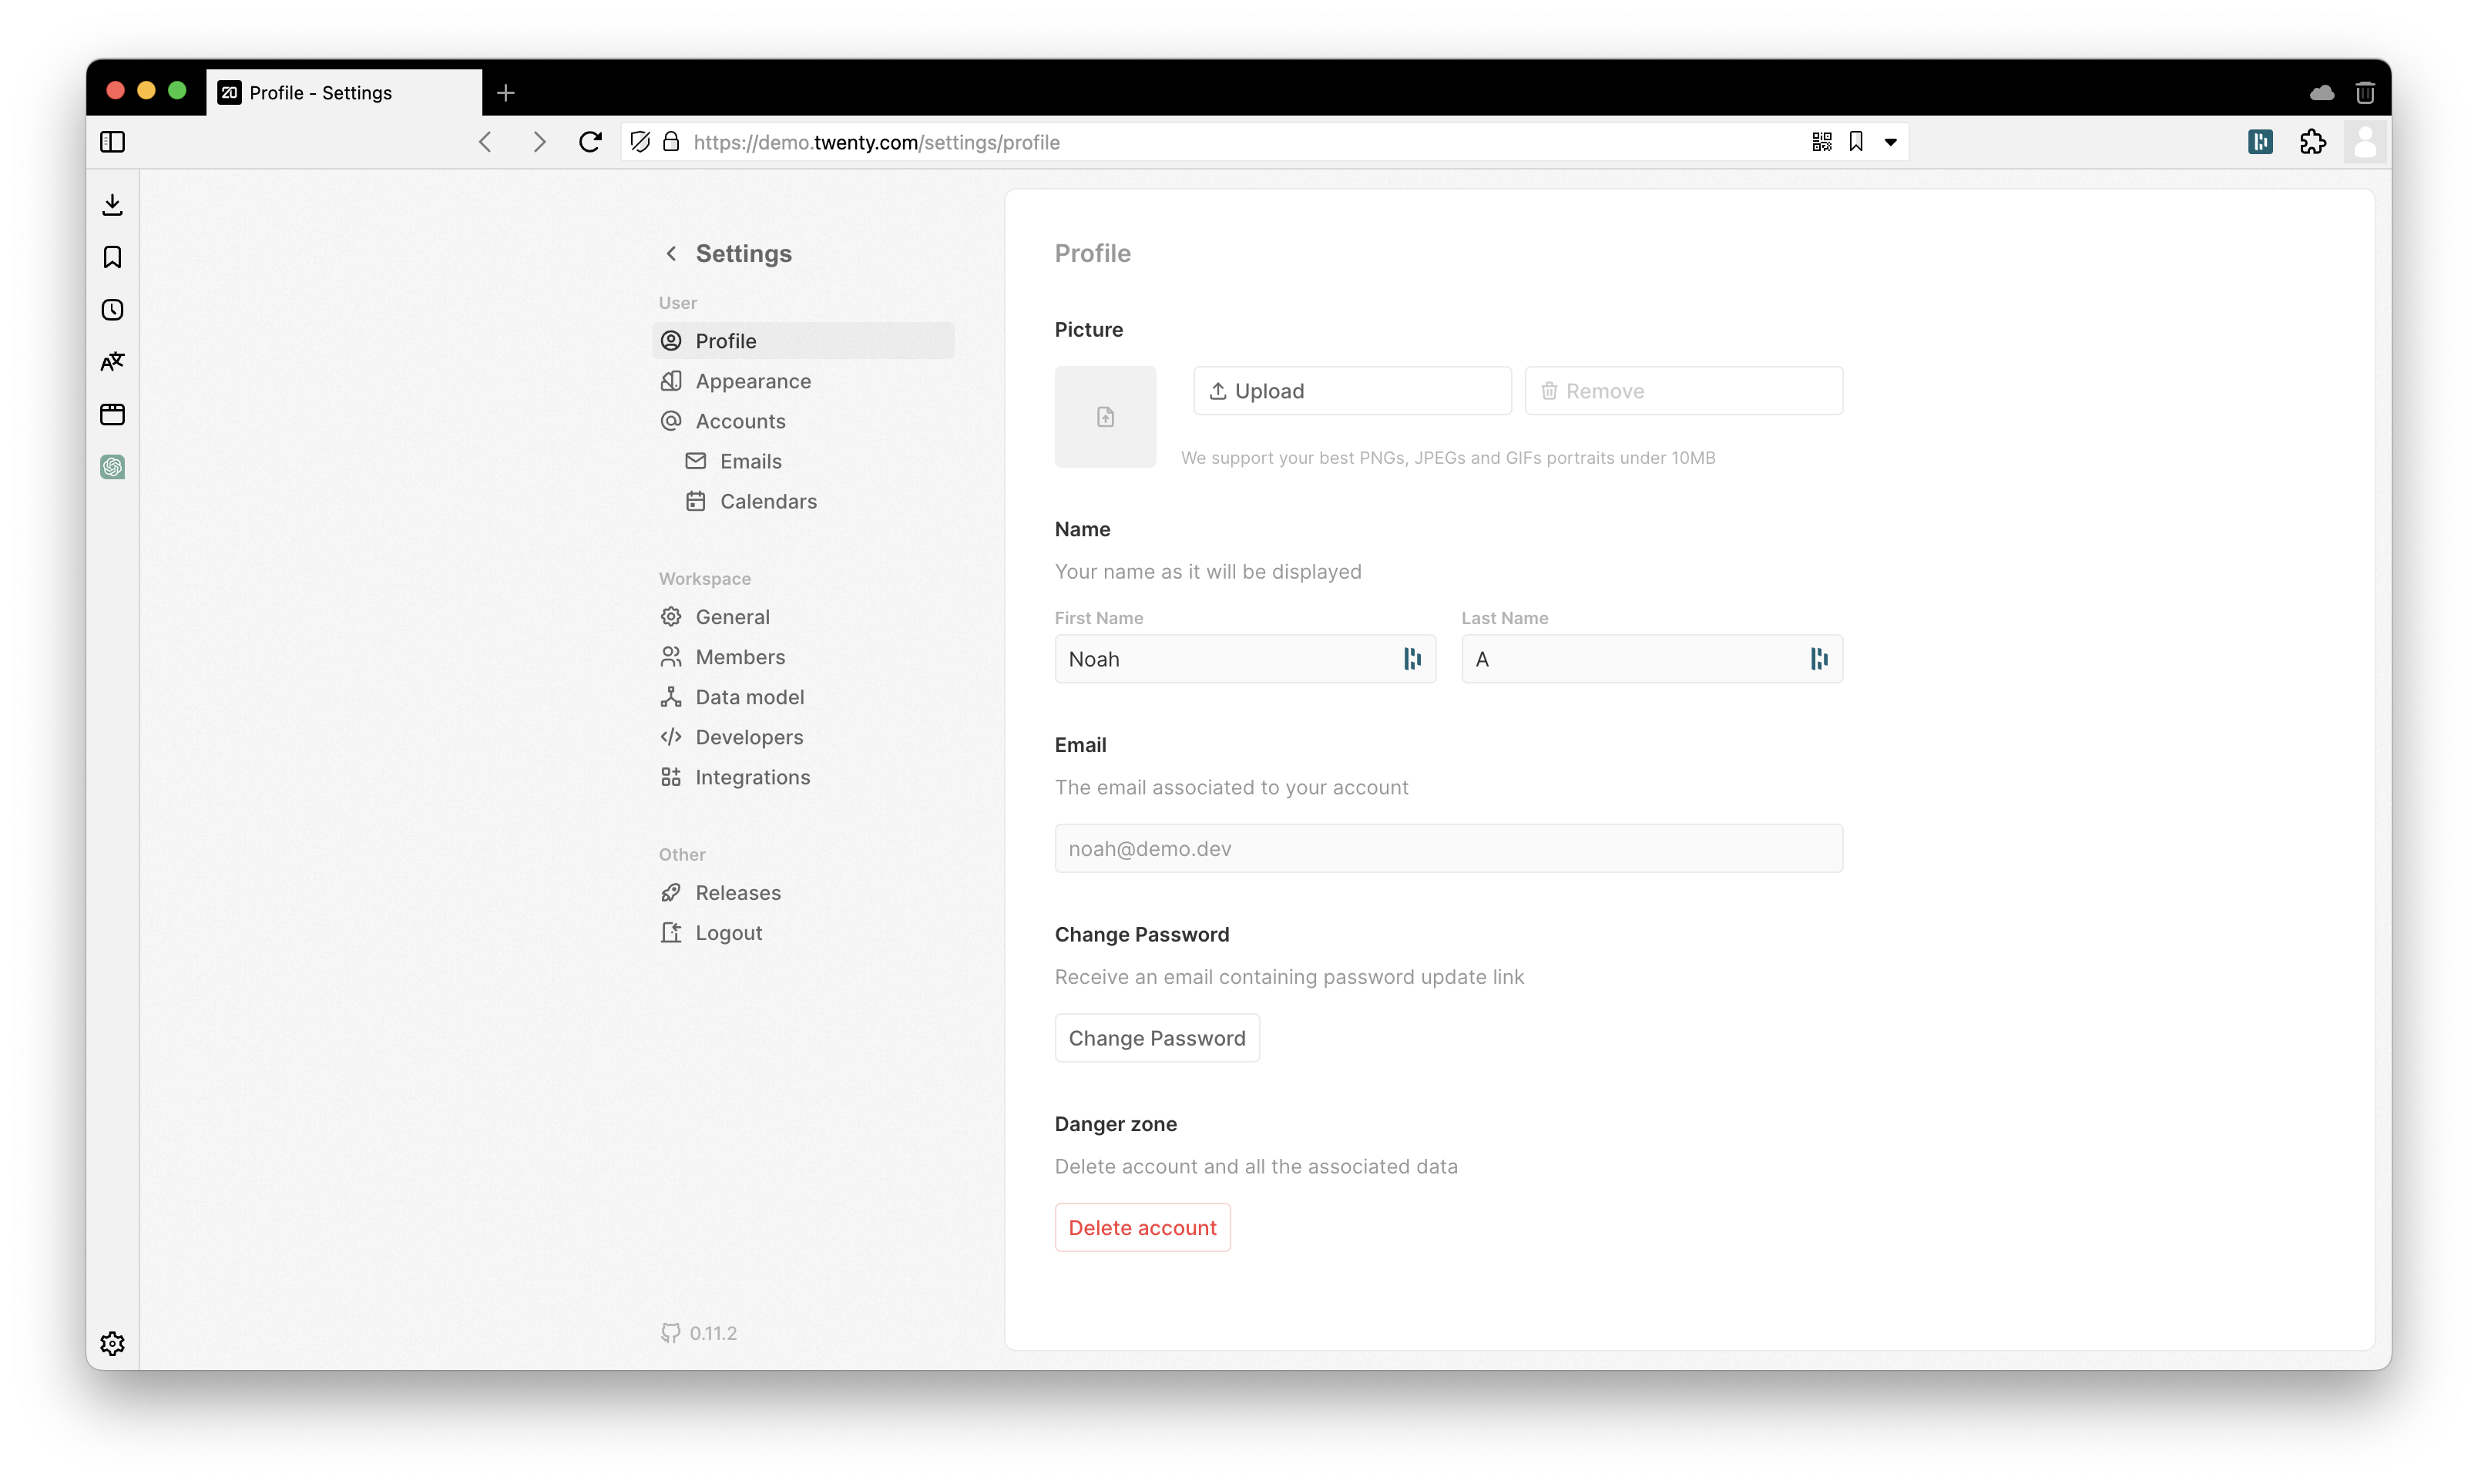 20 Profile - Settings
https://demo.twenty.com/settings/profile
Settings
User
Profile
Appearance
Accounts
Emails
Calendars
Workspace
General
Members
Data model
Developers
Integrations
Other
Releases
Logout
0.11.2
Profile
Picture
Upload
Remove
We support your best PNGs, JPEGs and GIFs portraits under 10MB
Name
Your name as it will be displayed
First Name
Last Name
Noah
A
Email
The email associated to your account
noah@demo.dev
Change Password
Receive an email containing password update link
Change Password
Danger zone
Delete account and all the associated data
Delete account